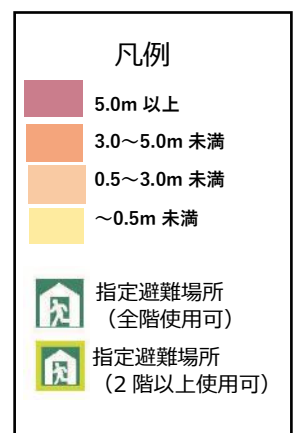 凡例
5.0m 以上
3.0～5.0m 未満
0.5～3.0m 未満
～0.5m 未満
指定避難場所
（全階使用可）
指定避難場所
（2 階以上使用可）